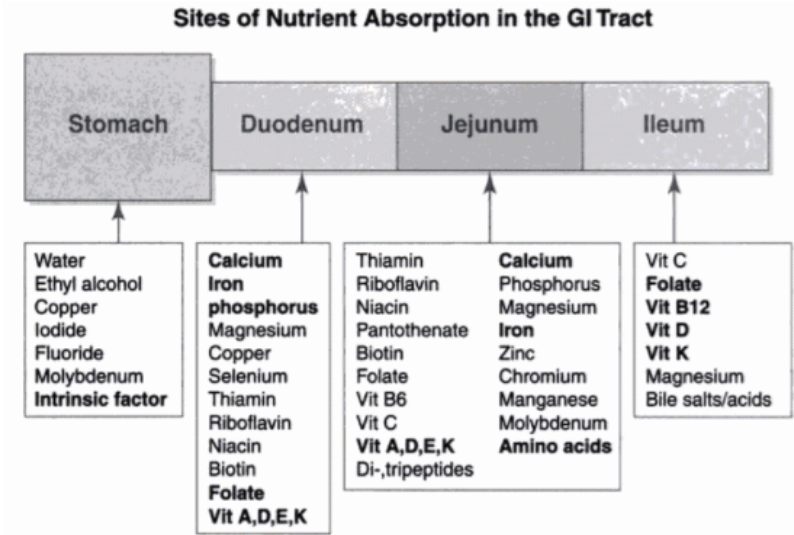 Sites of Nutrient Absorption in the GI Tract
Stomach
Duodenum
Jejunum
Ileum
Water
Ethyl alcohol
Copper
Iodide
Fluoride
Molybdenum
Intrinsic factor
Calcium
Iron
phosphorus
Magnesium
Copper
Selenium
Thiamin
Riboflavin
Niacin
Biotin
Folate
Vit A,D,E,K
Thiamin
Riboflavin
Niacin
Pantothenate
Biotin
Folate
Vit B6
Vit C
Vit A,D,E,K
Di-,tripeptides
Calcium
Phosphorus
Magnesium
Iron
Zinc
Chromium
Manganese
Molybdenum
Amino acids
Vit C
Folate
Vit B12
Vit D
Vit K
Magnesium
Bile salts/acids